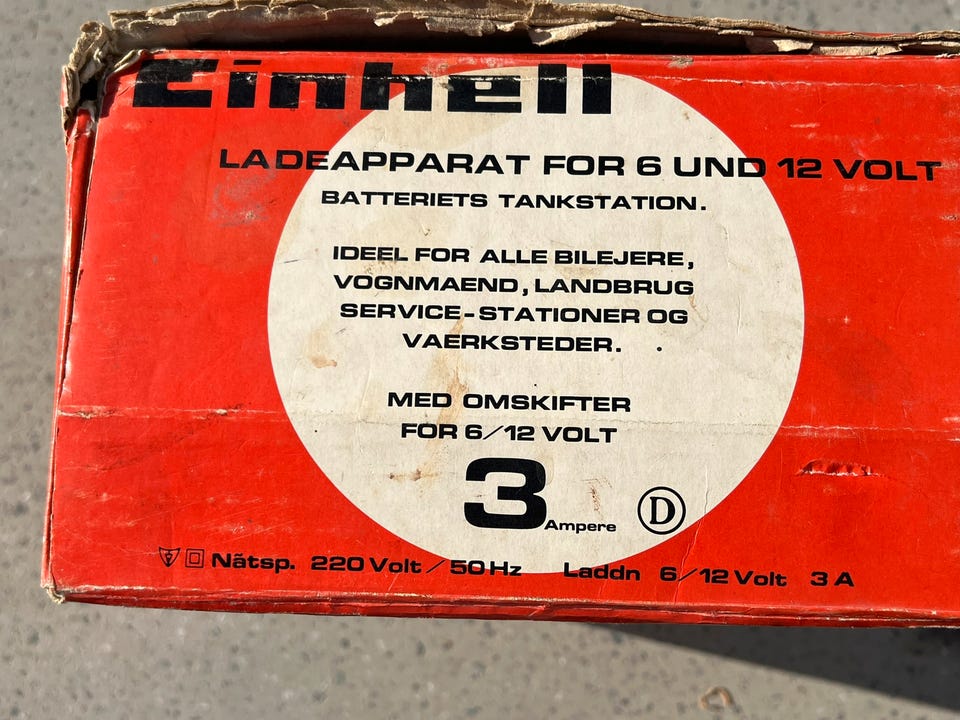 Einhell
LADEAPPARAT FOR 6 UND 12 VOLT
BATTERIETS TANKSTATION.
IDEEL FOR ALLE BILEJERE,
VOGNMAEND, LANDBRUG
SERVICE-STATIONER OG
VAERKSTEDER.
MED OMSKIFTER
FOR 6/12 VOLT
3 Ampere
D
Nãtsp. 220 Volt / 50 Hz Laddn 6/12 Volt 3 A